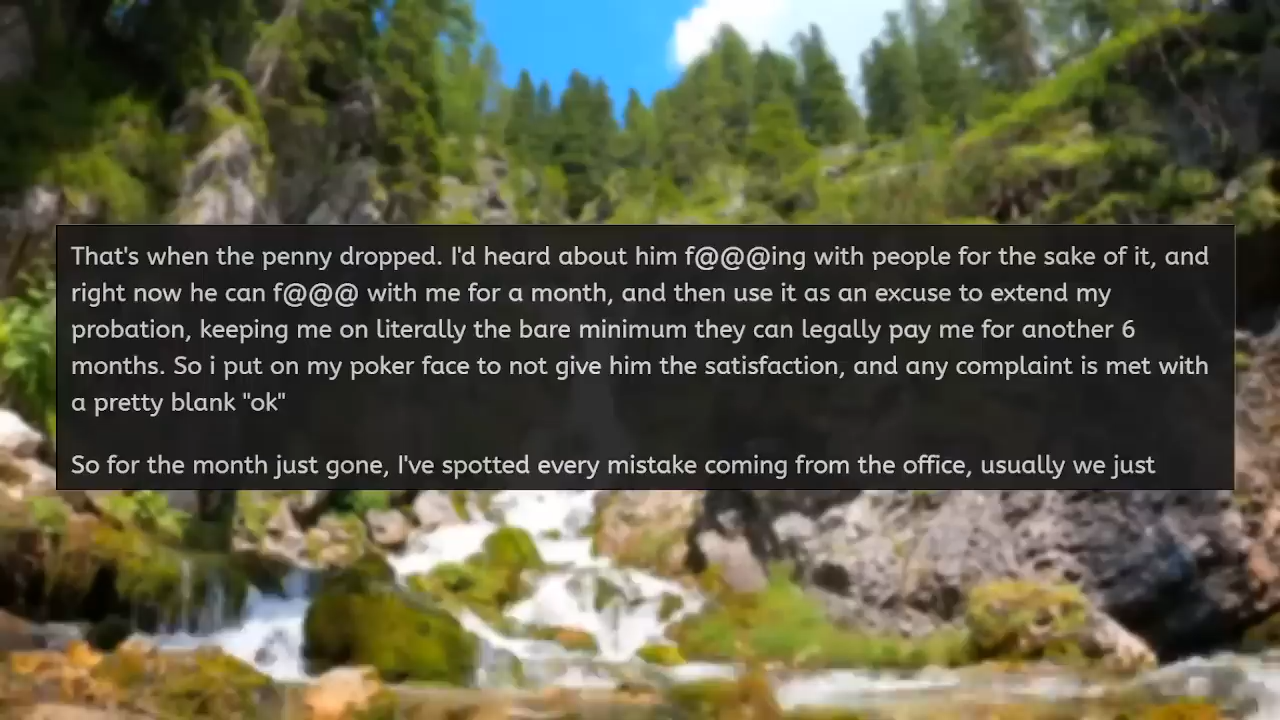 That's when the penny dropped. I'd heard about him f@@@ing with people for the sake of it, and
right now he can f@@@ with me for a month, and then use it as an excuse to extend my
probation, keeping me on literally the bare minimum they can legally pay me for another 6
months. So i put on my poker face to not give him the satisfaction, and any complaint is met with
a pretty blank "ok"
So for the month just gone, I've spotted every mistake coming from the office, usually we just